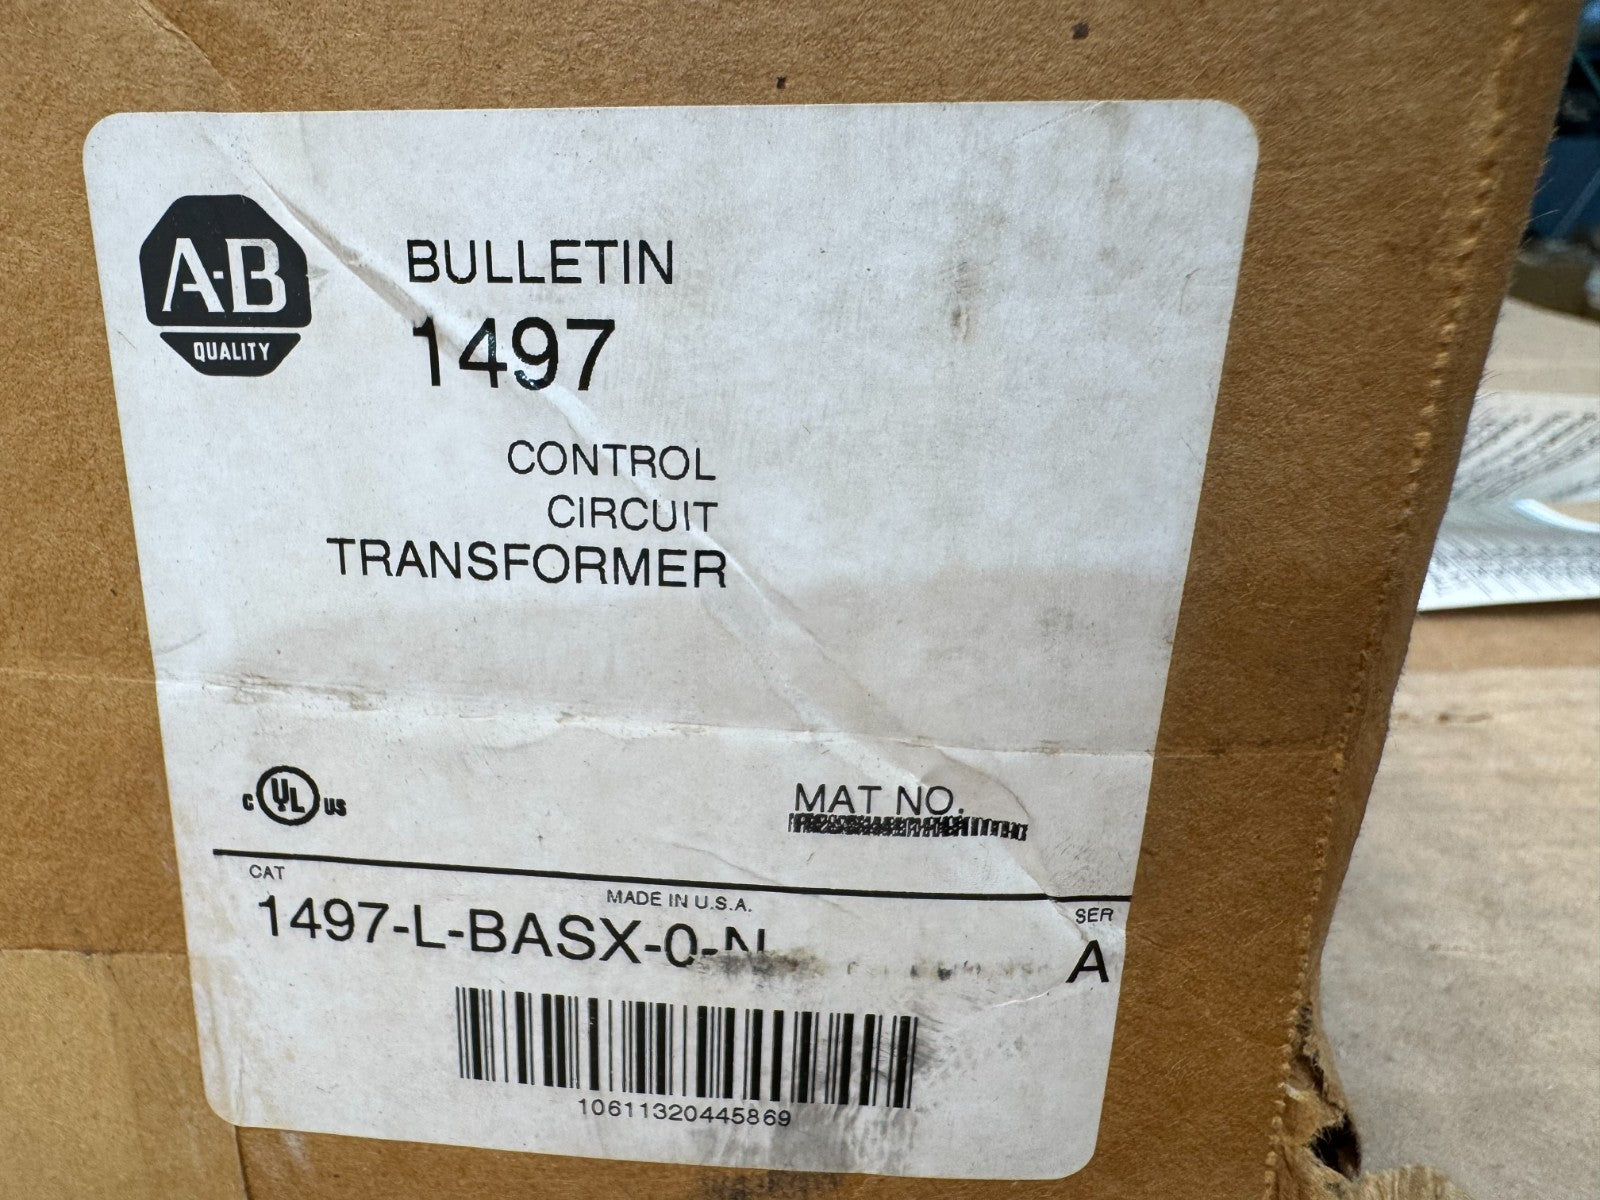 A-B
QUALITY
BULLETIN
1497
CONTROL
CIRCUIT
TRANSFORMER
C UL US
MAT NO.
CAT
MADE IN U.S.A.
SER
1497-L-BASX-0-N
A
10611320445869